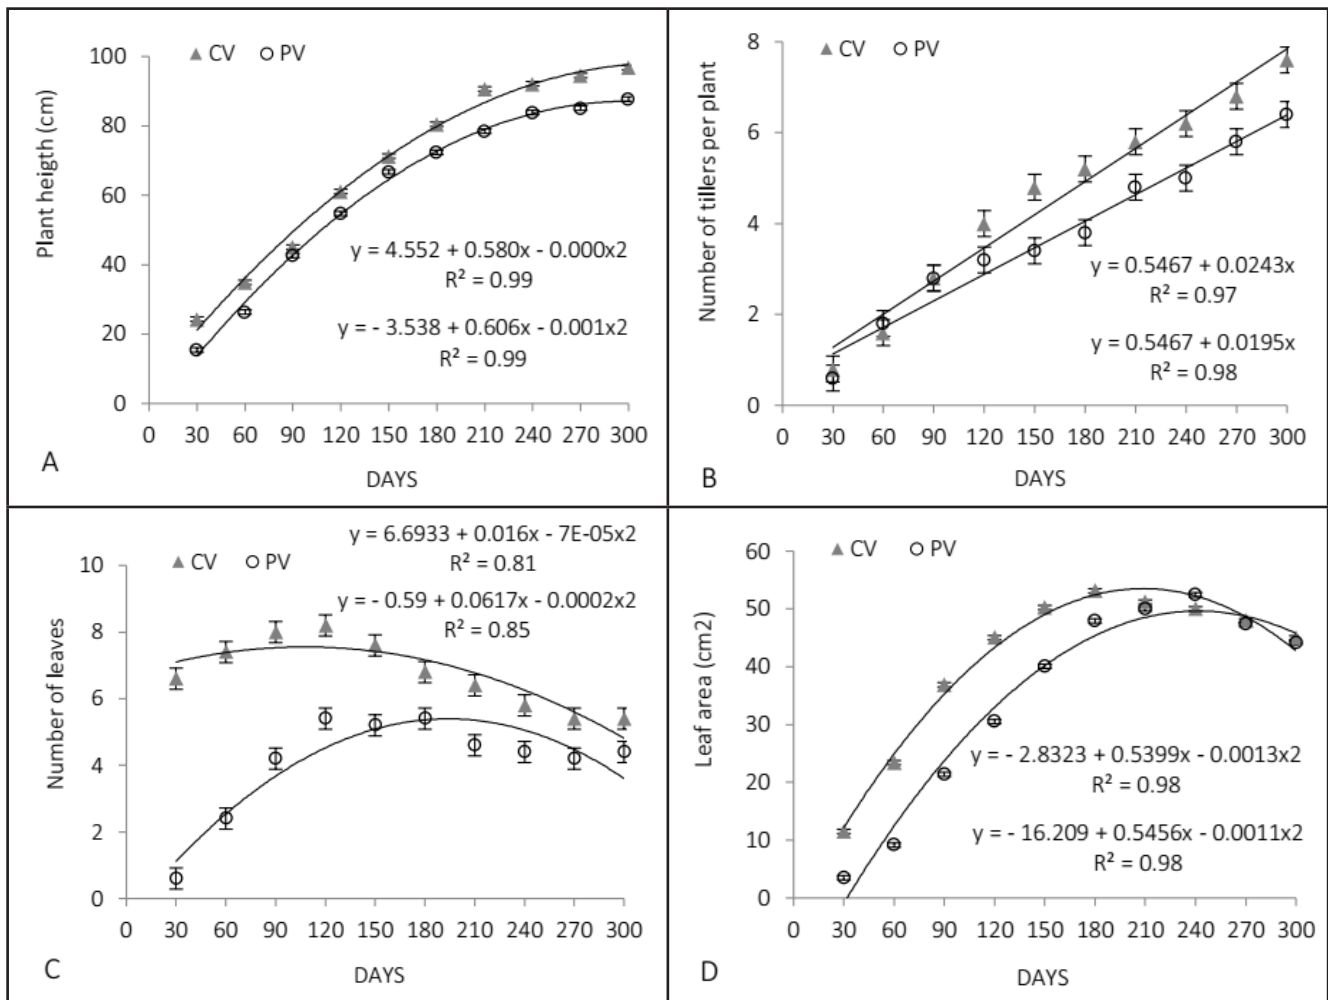 CV PV
Plant heigth (cm)
100
80
60
40
20
0
y = 4.552 + 0.580x - 0.000x2
R² = 0.99
y = - 3.538 + 0.606x - 0.001x2
R² = 0.99
0 30 60 90 120 150 180 210 240 270 300
DAYS
A
CV PV
Number of tillers per plant
8
6
4
2
0
y = 0.5467 + 0.0243x
R² = 0.97
y = 0.5467 + 0.0195x
R² = 0.98
0 30 60 90 120 150 180 210 240 270 300
DAYS
B
y = 6.6933 + 0.016x - 7E-05x2
R² = 0.81
y = - 0.59 + 0.0617x - 0.0002x2
R² = 0.85
CV PV
Number of leaves
10
8
6
4
2
0
0 30 60 90 120 150 180 210 240 270 300
DAYS
C
CV PV
Leaf area (cm2)
60
50
40
30
20
10
0
y = - 2.8323 + 0.5399x - 0.0013x2
R² = 0.98
y = - 16.209 + 0.5456x - 0.0011x2
R² = 0.98
0 30 60 90 120 150 180 210 240 270 300
DAYS
D